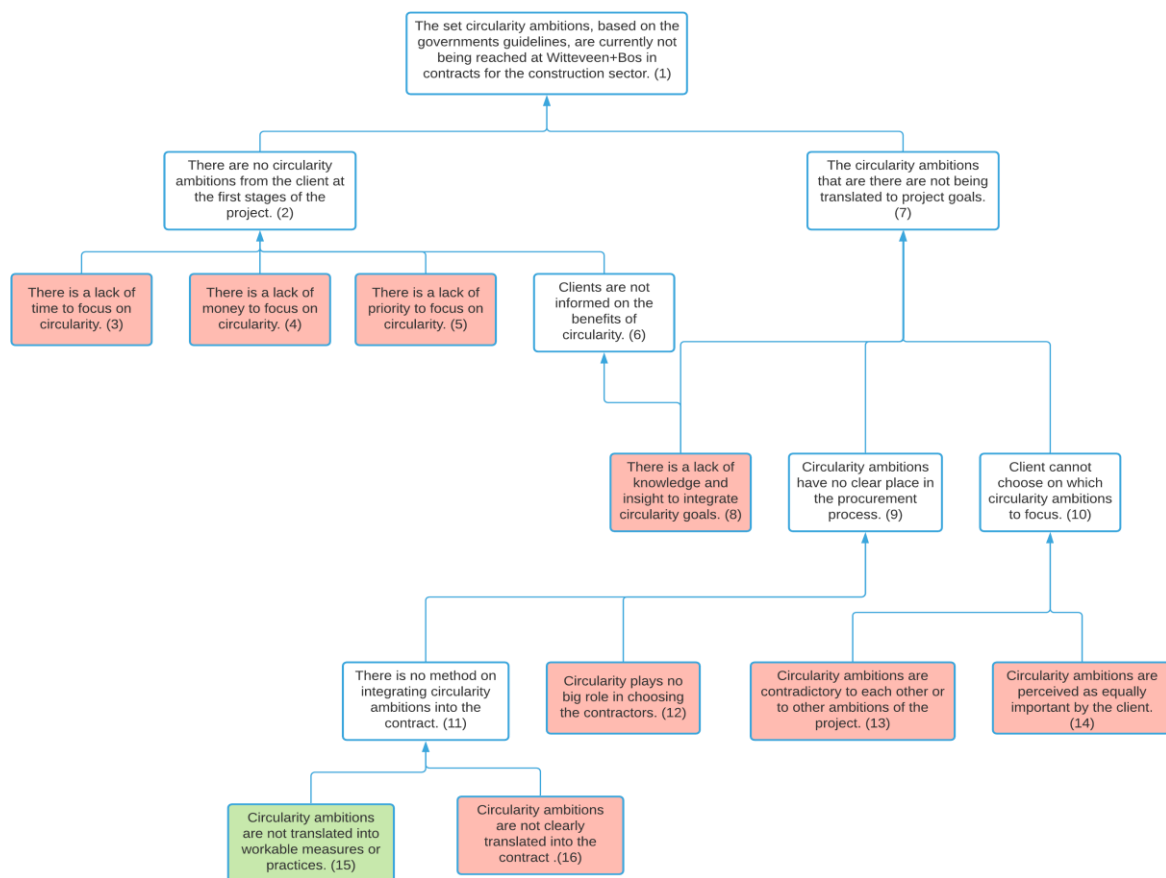 The set circularity ambitions, based on the
governments guidelines, are currently not
being reached at Witteveen+Bos in
contracts for the construction sector. (1)
There are no circularity
ambitions from the client at
the first stages of the
project. (2)
The circularity ambitions
that are there are not being
translated to project goals.
(7)
There is a lack of
time to focus on
circularity. (3)
There is a lack of
money to focus on
circularity. (4)
There is a lack of
priority to focus on
circularity. (5)
Clients are not
informed on the
benefits of
circularity. (6)
There is a lack of
knowledge and
insight to integrate
circularity goals. (8)
Circularity ambitions
have no clear place in
the procurement
process. (9)
Client cannot
choose on which
circularity ambitions
to focus. (10)
There is no method on
integrating circularity
ambitions into the
contract. (11)
Circularity plays no
big role in choosing
the contractors. (12)
Circularity ambitions are
contradictory to each other or
to other ambitions of the
project. (13)
Circularity ambitions are
perceived as equally
important by the client.
(14)
Circularity ambitions
are not translated into
workable measures or
practices. (15)
Circularity ambitions
are not clearly
translated into the
contract .(16)